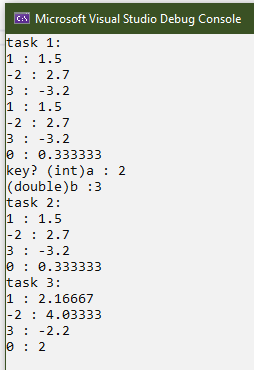 Microsoft Visual Studio Debug Console
task 1:
1 : 1.5
-2 : 2.7
3 : -3.2
1 : 1.5
-2 : 2.7
3 : -3.2
0 : 0.333333
key? (int)a : 2
(double)b :3
task 2:
1 : 1.5
-2 : 2.7
3 : -3.2
0 : 0.333333
task 3:
1 : 2.16667
-2 : 4.03333
3 : -2.2
0 : 2